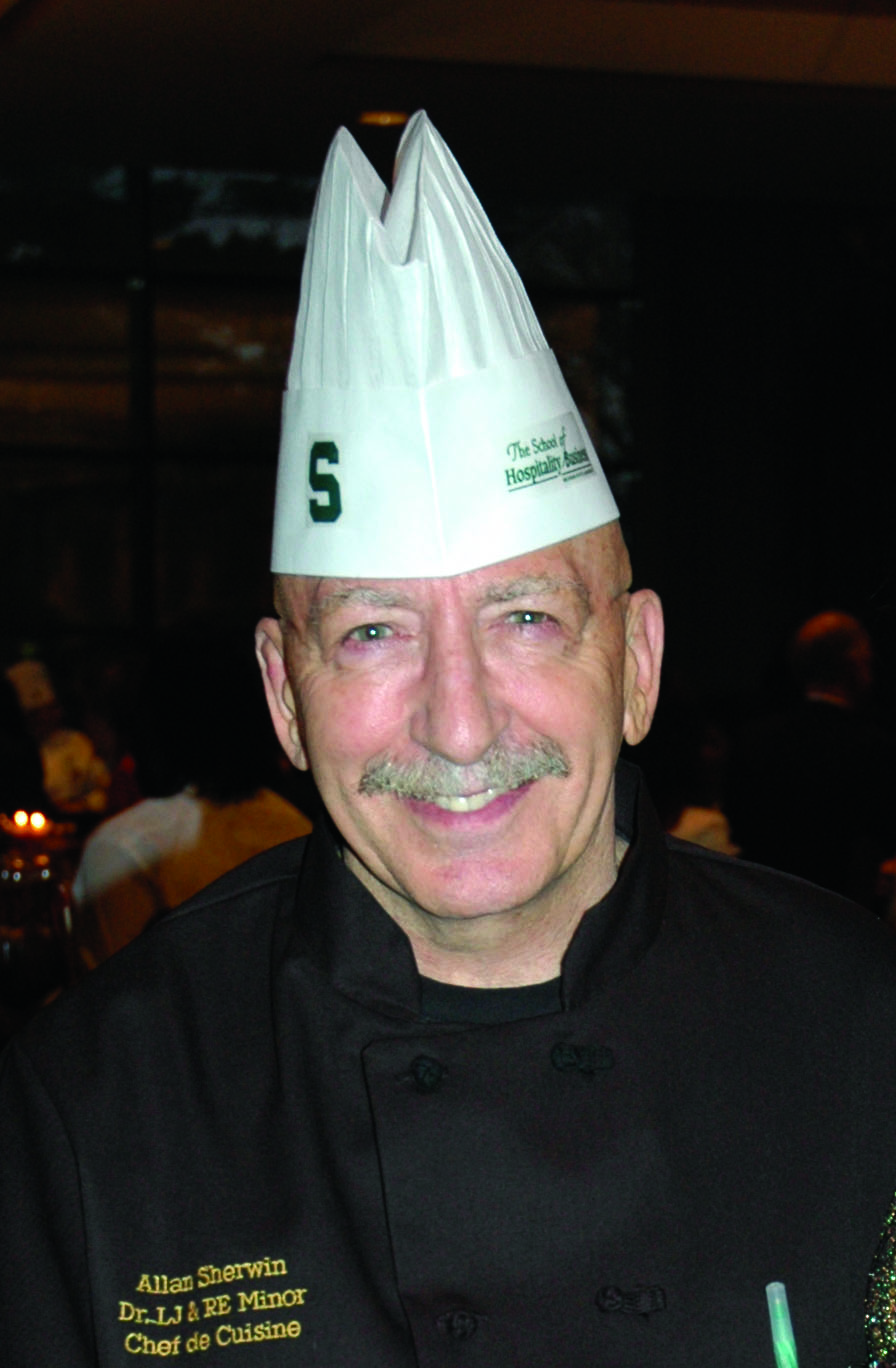 S
The School of
Hospitality Business
Allan Sherwin
Dr. LJ & RE Minor
Chef de Cuisine